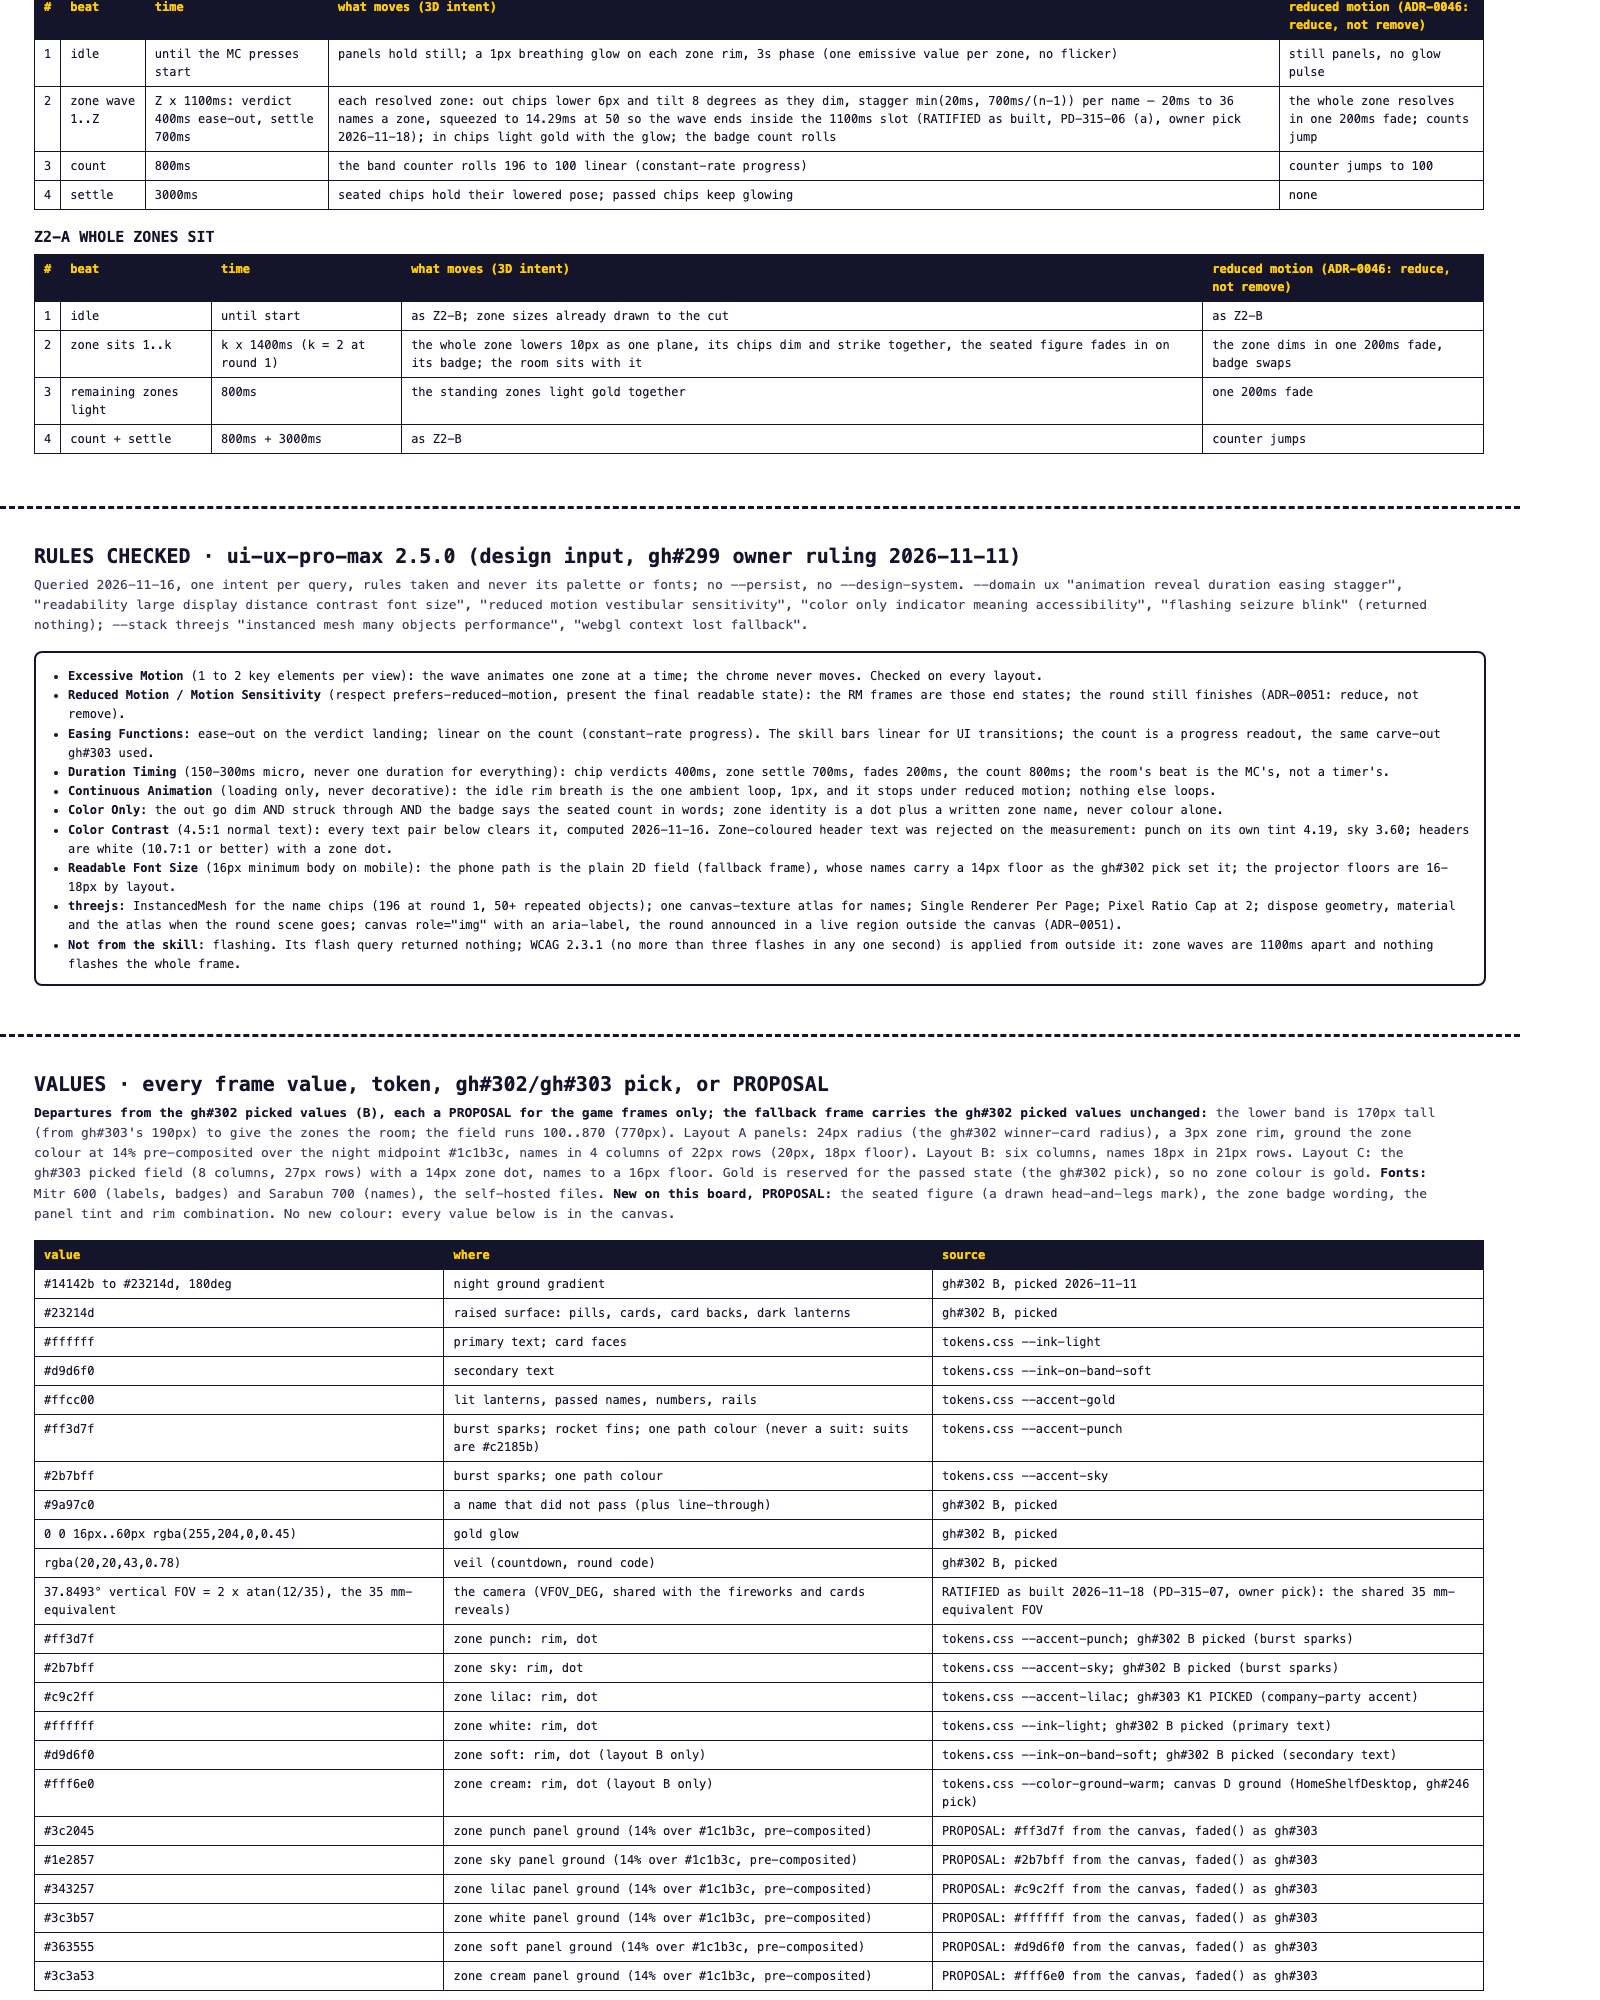 # beat time what moves (3D intent) reduced motion (ADR-0046:
reduce, not remove)
1 idle until the MC presses panels hold still; a 1px breathing glow on each zone rim, 3s phase (one emissive value per zone, no flicker) still panels, no glow
start pulse
2 zone wave Z x 1100ms: verdict each resolved zone: out chips lower 6px and tilt 8 degrees as they dim, stagger min(20ms, 700ms/(n-1)) per name — 20ms to 36 the whole zone resolves
1..Z 400ms ease-out, settle names a zone, squeezed to 14.29ms at 50 so the wave ends inside the 1100ms slot (RATIFIED as built, PD-315-06 (a), owner pick in one 200ms fade; counts
700ms 2026-11-18); in chips light gold with the glow; the badge count rolls jump
3 count 800ms the band counter rolls 196 to 100 linear (constant-rate progress) counter jumps to 100
4 settle 3000ms seated chips hold their lowered pose; passed chips keep glowing none
Z2-A WHOLE ZONES SIT
# beat time what moves (3D intent) reduced motion (ADR-0046: reduce,
not remove)
1 idle until start as Z2-B; zone sizes already drawn to the cut as Z2-B
2 zone sits 1..k k x 1400ms (k = 2 at the whole zone lowers 10px as one plane, its chips dim and strike together, the seated figure fades in on the zone dims in one 200ms fade,
round 1) its badge; the room sits with it badge swaps
3 remaining zones 800ms the standing zones light gold together one 200ms fade
light
4 count + settle 800ms + 3000ms as Z2-B counter jumps
RULES CHECKED · ui-ux-pro-max 2.5.0 (design input, gh#299 owner ruling 2026-11-11)
Queried 2026-11-16, one intent per query, rules taken and never its palette or fonts; no --persist, no --design-system. --domain ux "animation reveal duration easing stagger",
"readability large display distance contrast font size", "reduced motion vestibular sensitivity", "color only indicator meaning accessibility", "flashing seizure blink" (returned
nothing); --stack threejs "instanced mesh many objects performance", "webgl context lost fallback".
• Excessive Motion (1 to 2 key elements per view): the wave animates one zone at a time; the chrome never moves. Checked on every layout.
• Reduced Motion / Motion Sensitivity (respect prefers-reduced-motion, present the final readable state): the RM frames are those end states; the round still finishes (ADR-0051: reduce, not
remove).
• Easing Functions: ease-out on the verdict landing; linear on the count (constant-rate progress). The skill bars linear for UI transitions; the count is a progress readout, the same carve-out
gh#303 used.
• Duration Timing (150-300ms micro, never one duration for everything): chip verdicts 400ms, zone settle 700ms, fades 200ms, the count 800ms; the room's beat is the MC's, not a timer's.
• Continuous Animation (loading only, never decorative): the idle rim breath is the one ambient loop, 1px, and it stops under reduced motion; nothing else loops.
• Color Only: the out go dim AND struck through AND the badge says the seated count in words; zone identity is a dot plus a written zone name, never colour alone.
• Color Contrast (4.5:1 normal text): every text pair below clears it, computed 2026-11-16. Zone-coloured header text was rejected on the measurement: punch on its own tint 4.19, sky 3.60; headers
are white (10.7:1 or better) with a zone dot.
• Readable Font Size (16px minimum body on mobile): the phone path is the plain 2D field (fallback frame), whose names carry a 14px floor as the gh#302 pick set it; the projector floors are 16-
18px by layout.
• threejs: InstancedMesh for the name chips (196 at round 1, 50+ repeated objects); one canvas-texture atlas for names; Single Renderer Per Page; Pixel Ratio Cap at 2; dispose geometry, material
and the atlas when the round scene goes; canvas role="img" with an aria-label, the round announced in a live region outside the canvas (ADR-0051).
• Not from the skill: flashing. Its flash query returned nothing; WCAG 2.3.1 (no more than three flashes in any one second) is applied from outside it: zone waves are 1100ms apart and nothing
flashes the whole frame.
VALUES · every frame value, token, gh#302/gh#303 pick, or PROPOSAL
Departures from the gh#302 picked values (B), each a PROPOSAL for the game frames only; the fallback frame carries the gh#302 picked values unchanged: the lower band is 170px tall
(from gh#303's 190px) to give the zones the room; the field runs 100..870 (770px). Layout A panels: 24px radius (the gh#302 winner-card radius), a 3px zone rim, ground the zone
colour at 14% pre-composited over the night midpoint #1c1b3c, names in 4 columns of 22px rows (20px, 18px floor). Layout B: six columns, names 18px in 21px rows. Layout C: the
gh#303 picked field (8 columns, 27px rows) with a 14px zone dot, names to a 16px floor. Gold is reserved for the passed state (the gh#302 pick), so no zone colour is gold. Fonts:
Mitr 600 (labels, badges) and Sarabun 700 (names), the self-hosted files. New on this board, PROPOSAL: the seated figure (a drawn head-and-legs mark), the zone badge wording, the
panel tint and rim combination. No new colour: every value below is in the canvas.
value where source
#14142b to #23214d, 180deg night ground gradient gh#302 B, picked 2026-11-11
#23214d raised surface: pills, cards, card backs, dark lanterns gh#302 B, picked
#ffffff primary text; card faces tokens.css --ink-light
#d9d6f0 secondary text tokens.css --ink-on-band-soft
#ffcc00 lit lanterns, passed names, numbers, rails tokens.css --accent-gold
#ff3d7f burst sparks; rocket fins; one path colour (never a suit: suits tokens.css --accent-punch
are #c2185b)
#2b7bff burst sparks; one path colour tokens.css --accent-sky
#9a97c0 a name that did not pass (plus line-through) gh#302 B, picked
0 0 16px..60px rgba(255,204,0,0.45) gold glow gh#302 B, picked
rgba(20,20,43,0.78) veil (countdown, round code) gh#302 B, picked
37.8493° vertical FOV = 2 x atan(12/35), the 35 mm- the camera (VFOV_DEG, shared with the fireworks and cards RATIFIED as built 2026-11-18 (PD-315-07, owner pick): the shared 35 mm-
equivalent reveals) equivalent FOV
#ff3d7f zone punch: rim, dot tokens.css --accent-punch; gh#302 B picked (burst sparks)
#2b7bff zone sky: rim, dot tokens.css --accent-sky; gh#302 B picked (burst sparks)
#c9c2ff zone lilac: rim, dot tokens.css --accent-lilac; gh#303 K1 PICKED (company-party accent)
#ffffff zone white: rim, dot tokens.css --ink-light; gh#302 B picked (primary text)
#d9d6f0 zone soft: rim, dot (layout B only) tokens.css --ink-on-band-soft; gh#302 B picked (secondary text)
#fff6e0 zone cream: rim, dot (layout B only) tokens.css --color-ground-warm; canvas D ground (HomeShelfDesktop, gh#246
pick)
#3c2045 zone punch panel ground (14% over #1c1b3c, pre-composited) PROPOSAL: #ff3d7f from the canvas, faded() as gh#303
#1e2857 zone sky panel ground (14% over #1c1b3c, pre-composited) PROPOSAL: #2b7bff from the canvas, faded() as gh#303
#343257 zone lilac panel ground (14% over #1c1b3c, pre-composited) PROPOSAL: #c9c2ff from the canvas, faded() as gh#303
#3c3b57 zone white panel ground (14% over #1c1b3c, pre-composited) PROPOSAL: #ffffff from the canvas, faded() as gh#303
#363555 zone soft panel ground (14% over #1c1b3c, pre-composited) PROPOSAL: #d9d6f0 from the canvas, faded() as gh#303
#3c3a53 zone cream panel ground (14% over #1c1b3c, pre-composited) PROPOSAL: #fff6e0 from the canvas, faded() as gh#303